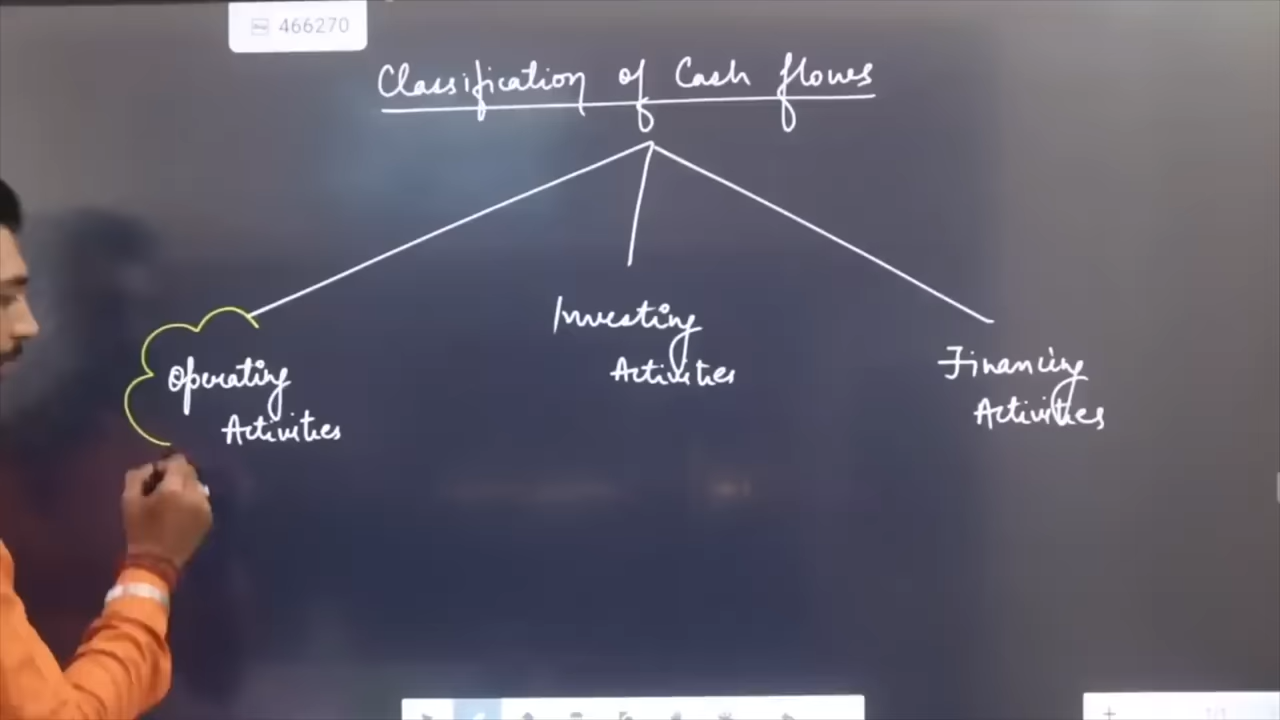 466270
Classification of Cash flows
Operating
Activities
Investing
Activities
Financing
Activities